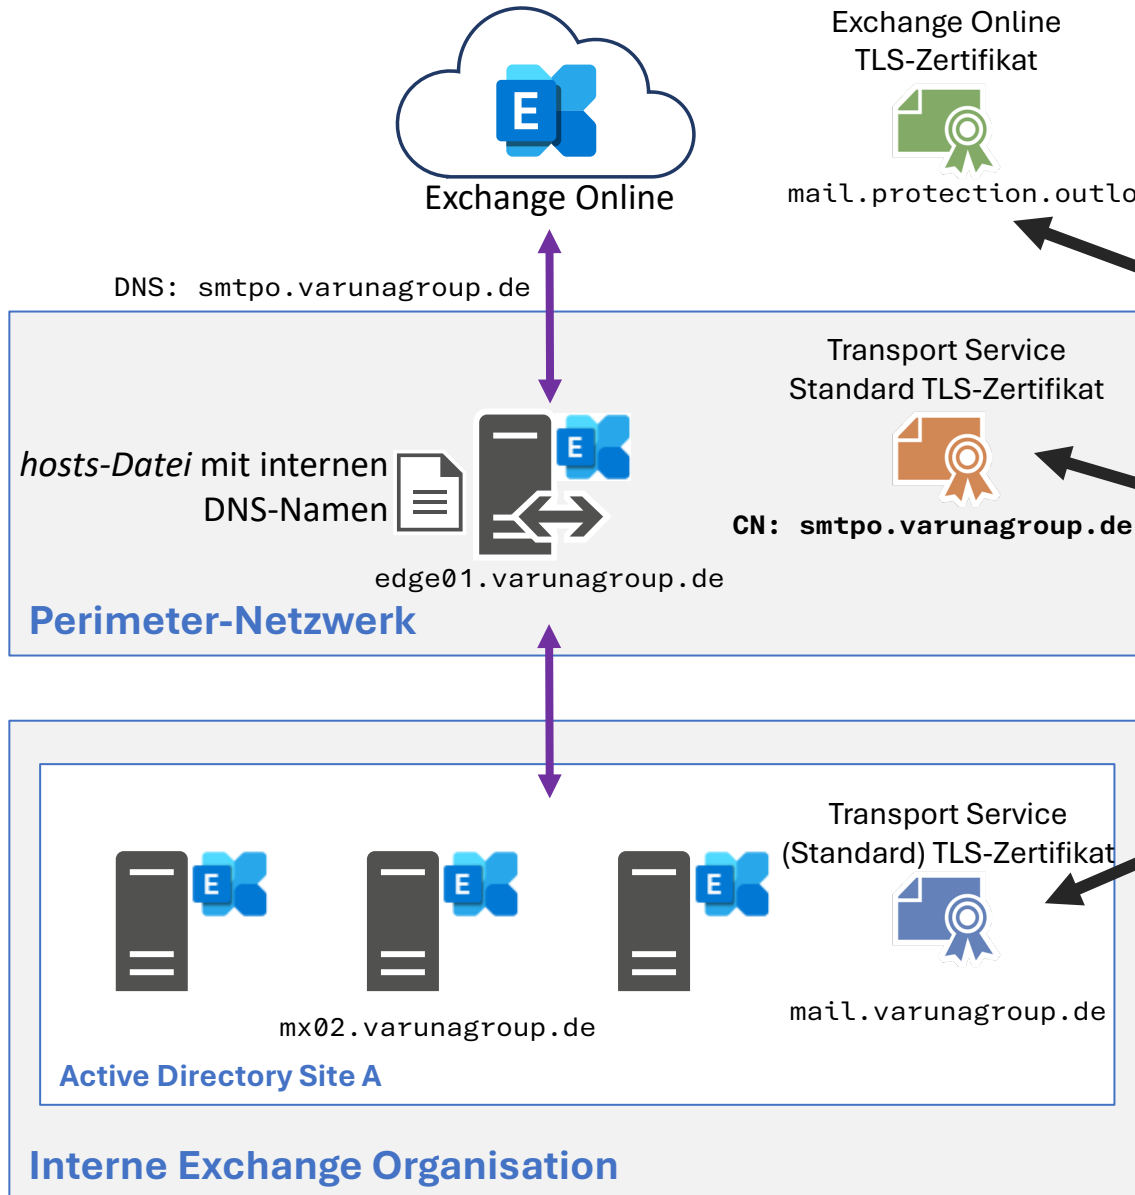 Exchange Online
TLS-Zertifikat
mail.protection.outlo
Exchange Online
DNS: smtpo.varunagroup.de
Transport Service
Standard TLS-Zertifikat
hosts-Datei mit internen
DNS-Namen
CN: smtpo.varunagroup.de
edge01.varunagroup.de
Perimeter-Netzwerk
Transport Service
(Standard) TLS-Zertifikat
mail.varunagroup.de
mx02.varunagroup.de
Active Directory Site A
Interne Exchange Organisation
E
E
E
E
E